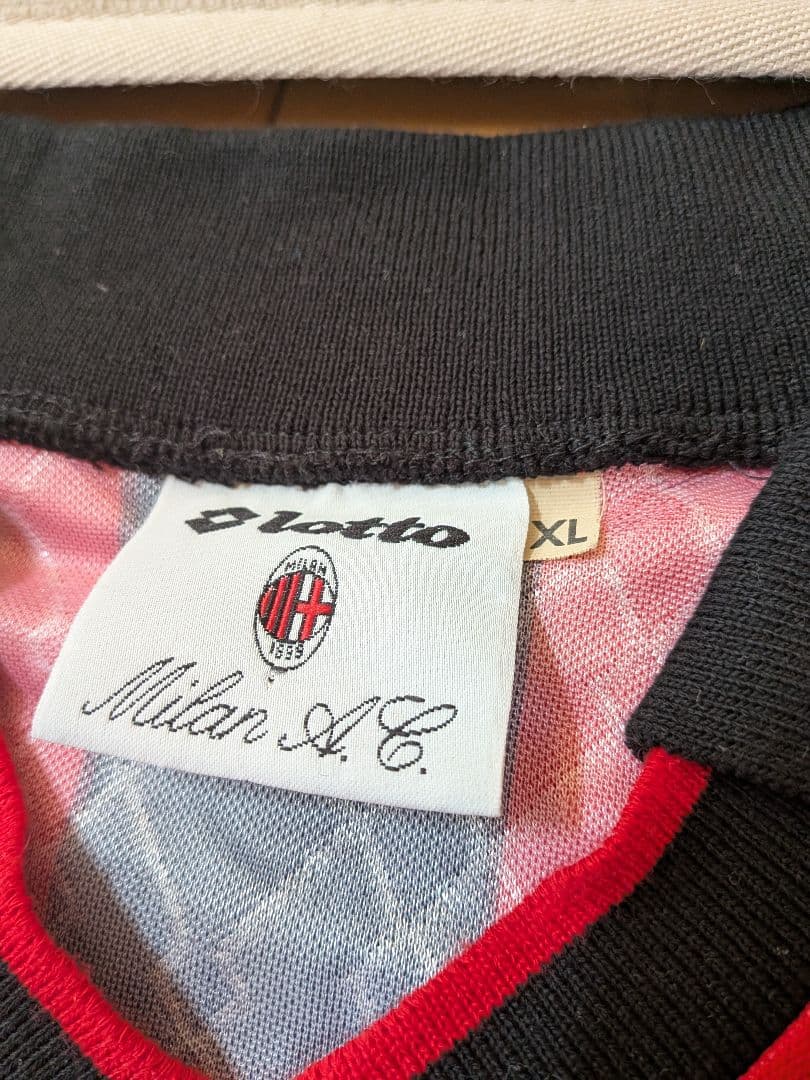 lotto
XL
MILAN
1899
Milan A.C.